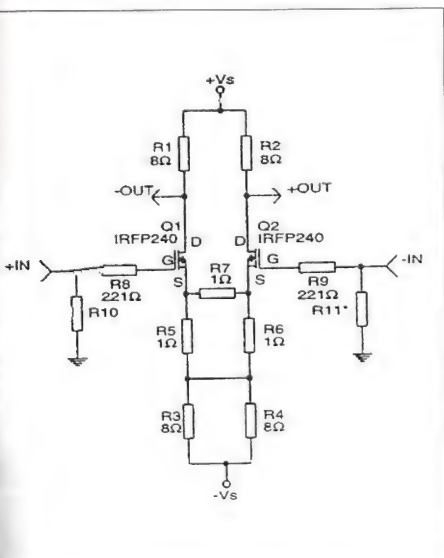 +Vs
R1 R2
8Ω 8Ω
-OUT +OUT
Q1 Q2
IRFP240 D D IRFP240
+IN G R7 G -IN
1Ω
R8 S S R9
221Ω 221Ω
R10 R11*
R5 R6
1Ω 1Ω
R3 R4
8Ω 8Ω
-Vs